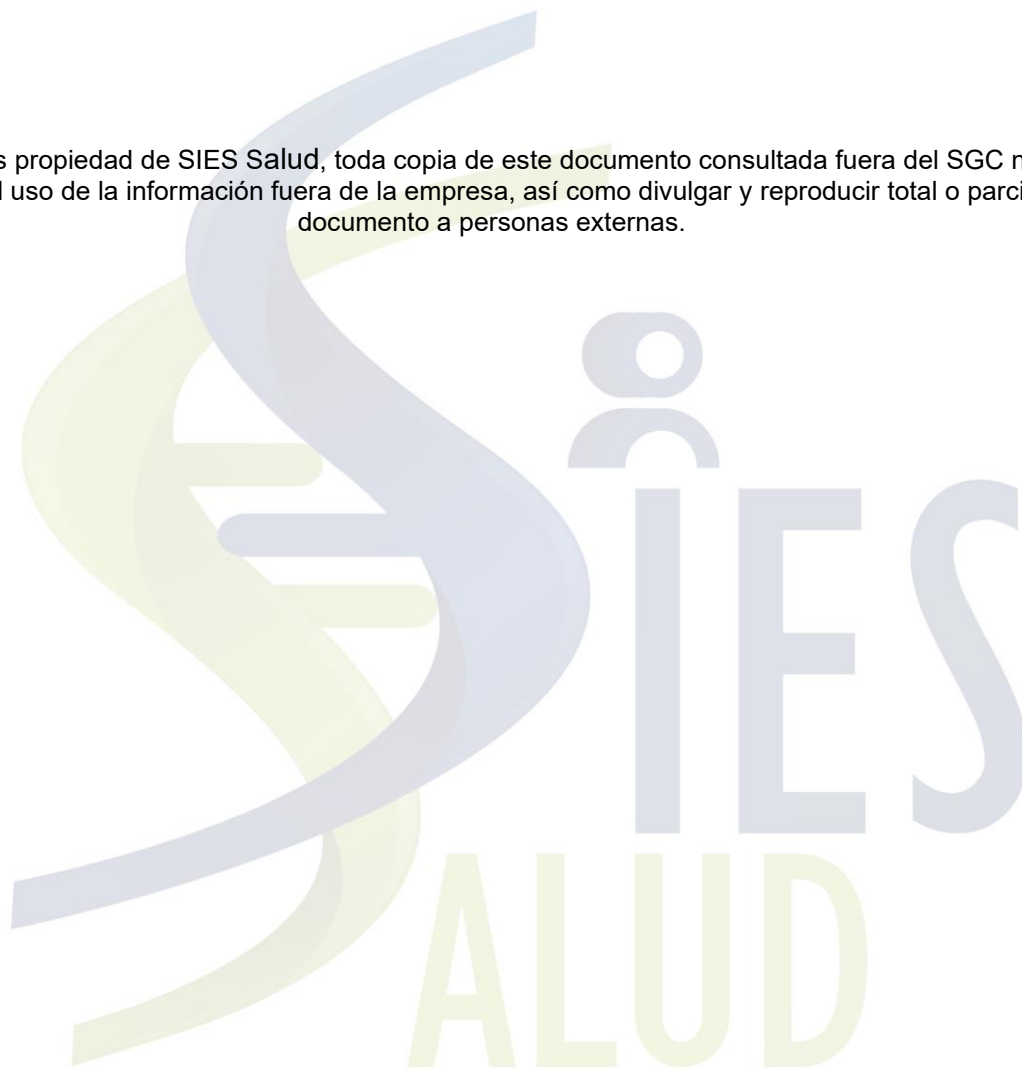 s propiedad de SIES Salud, toda copia de este documento consultada fuera del SGC n
l uso de la información fuera de la empresa, así como divulgar y reproducir total o parci
documento a personas externas.
SIES
SALUD